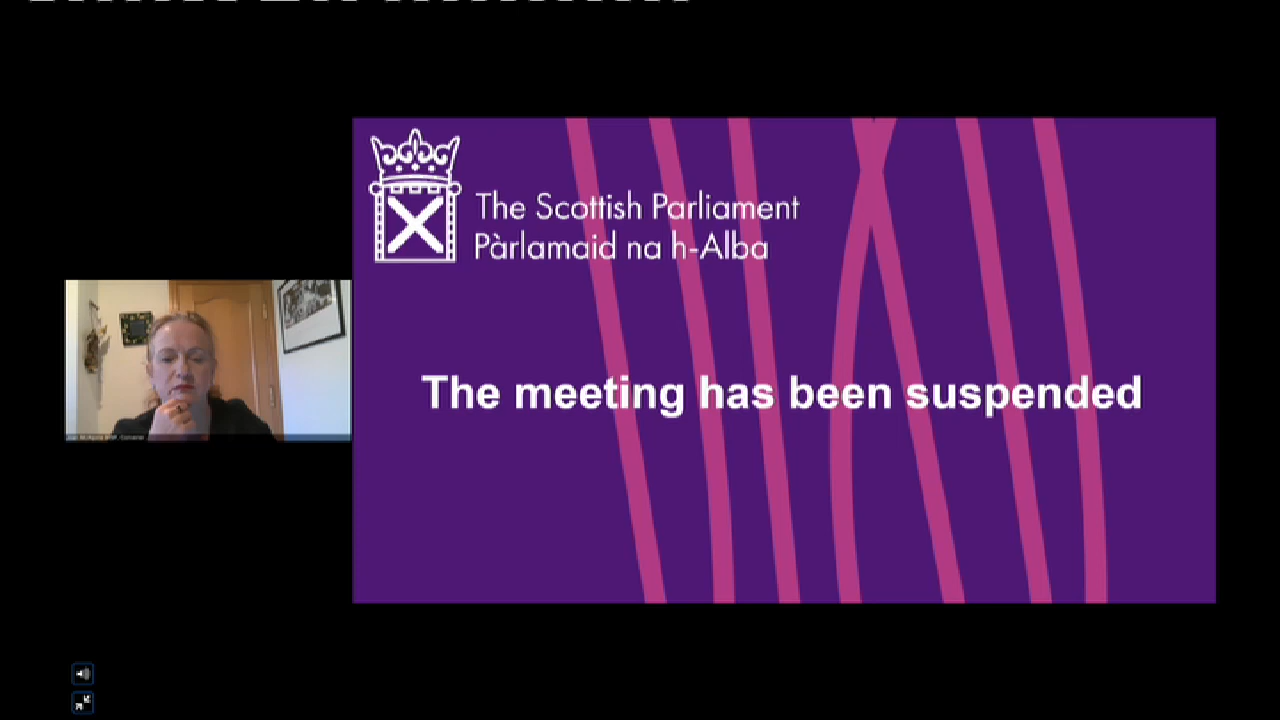 The Scottish Parliament
Pàrlamaid na h-Alba
The meeting has been suspended